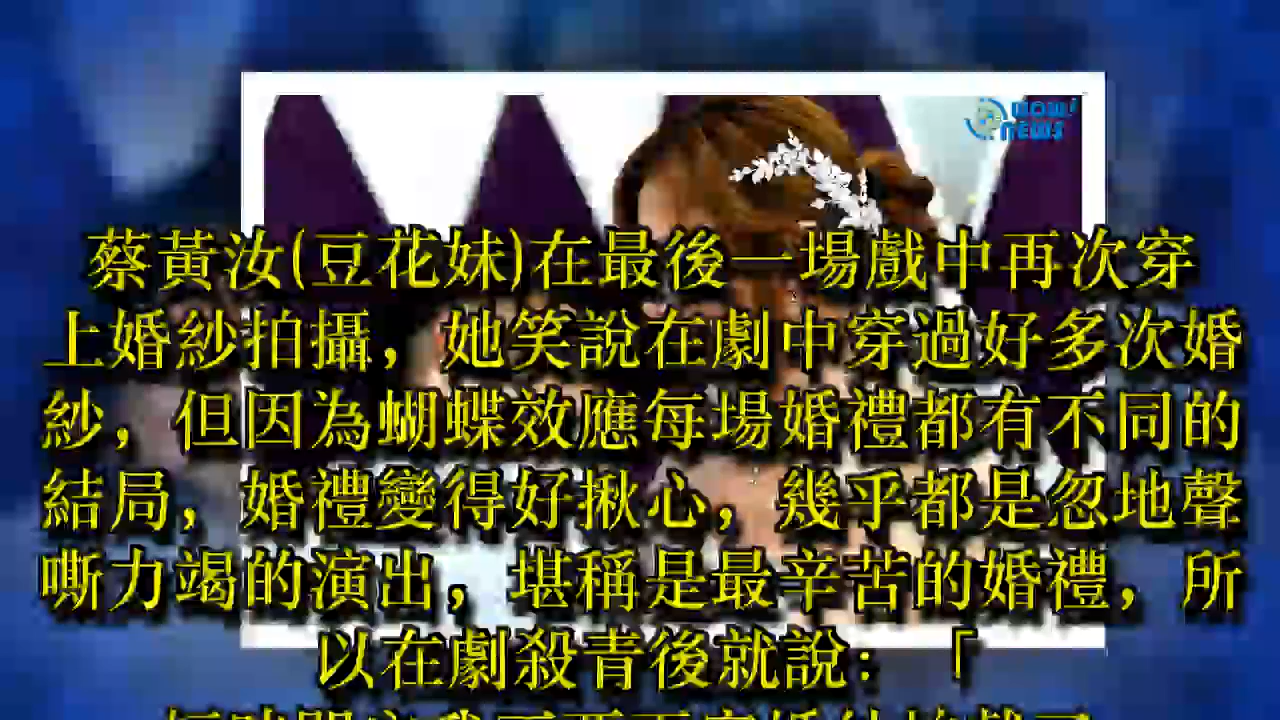 WOW!
NEWS
蔡黃汝(豆花妹)在最後一場戲中再次穿
上婚紗拍攝，她笑說在劇中穿過好多次婚
紗，但因為蝴蝶效應每場婚禮都有不同的
結局，婚禮變得好揪心，幾乎都是忽地聲
嘶力竭的演出，堪稱是最辛苦的婚禮，所
以在劇殺青後就說：「